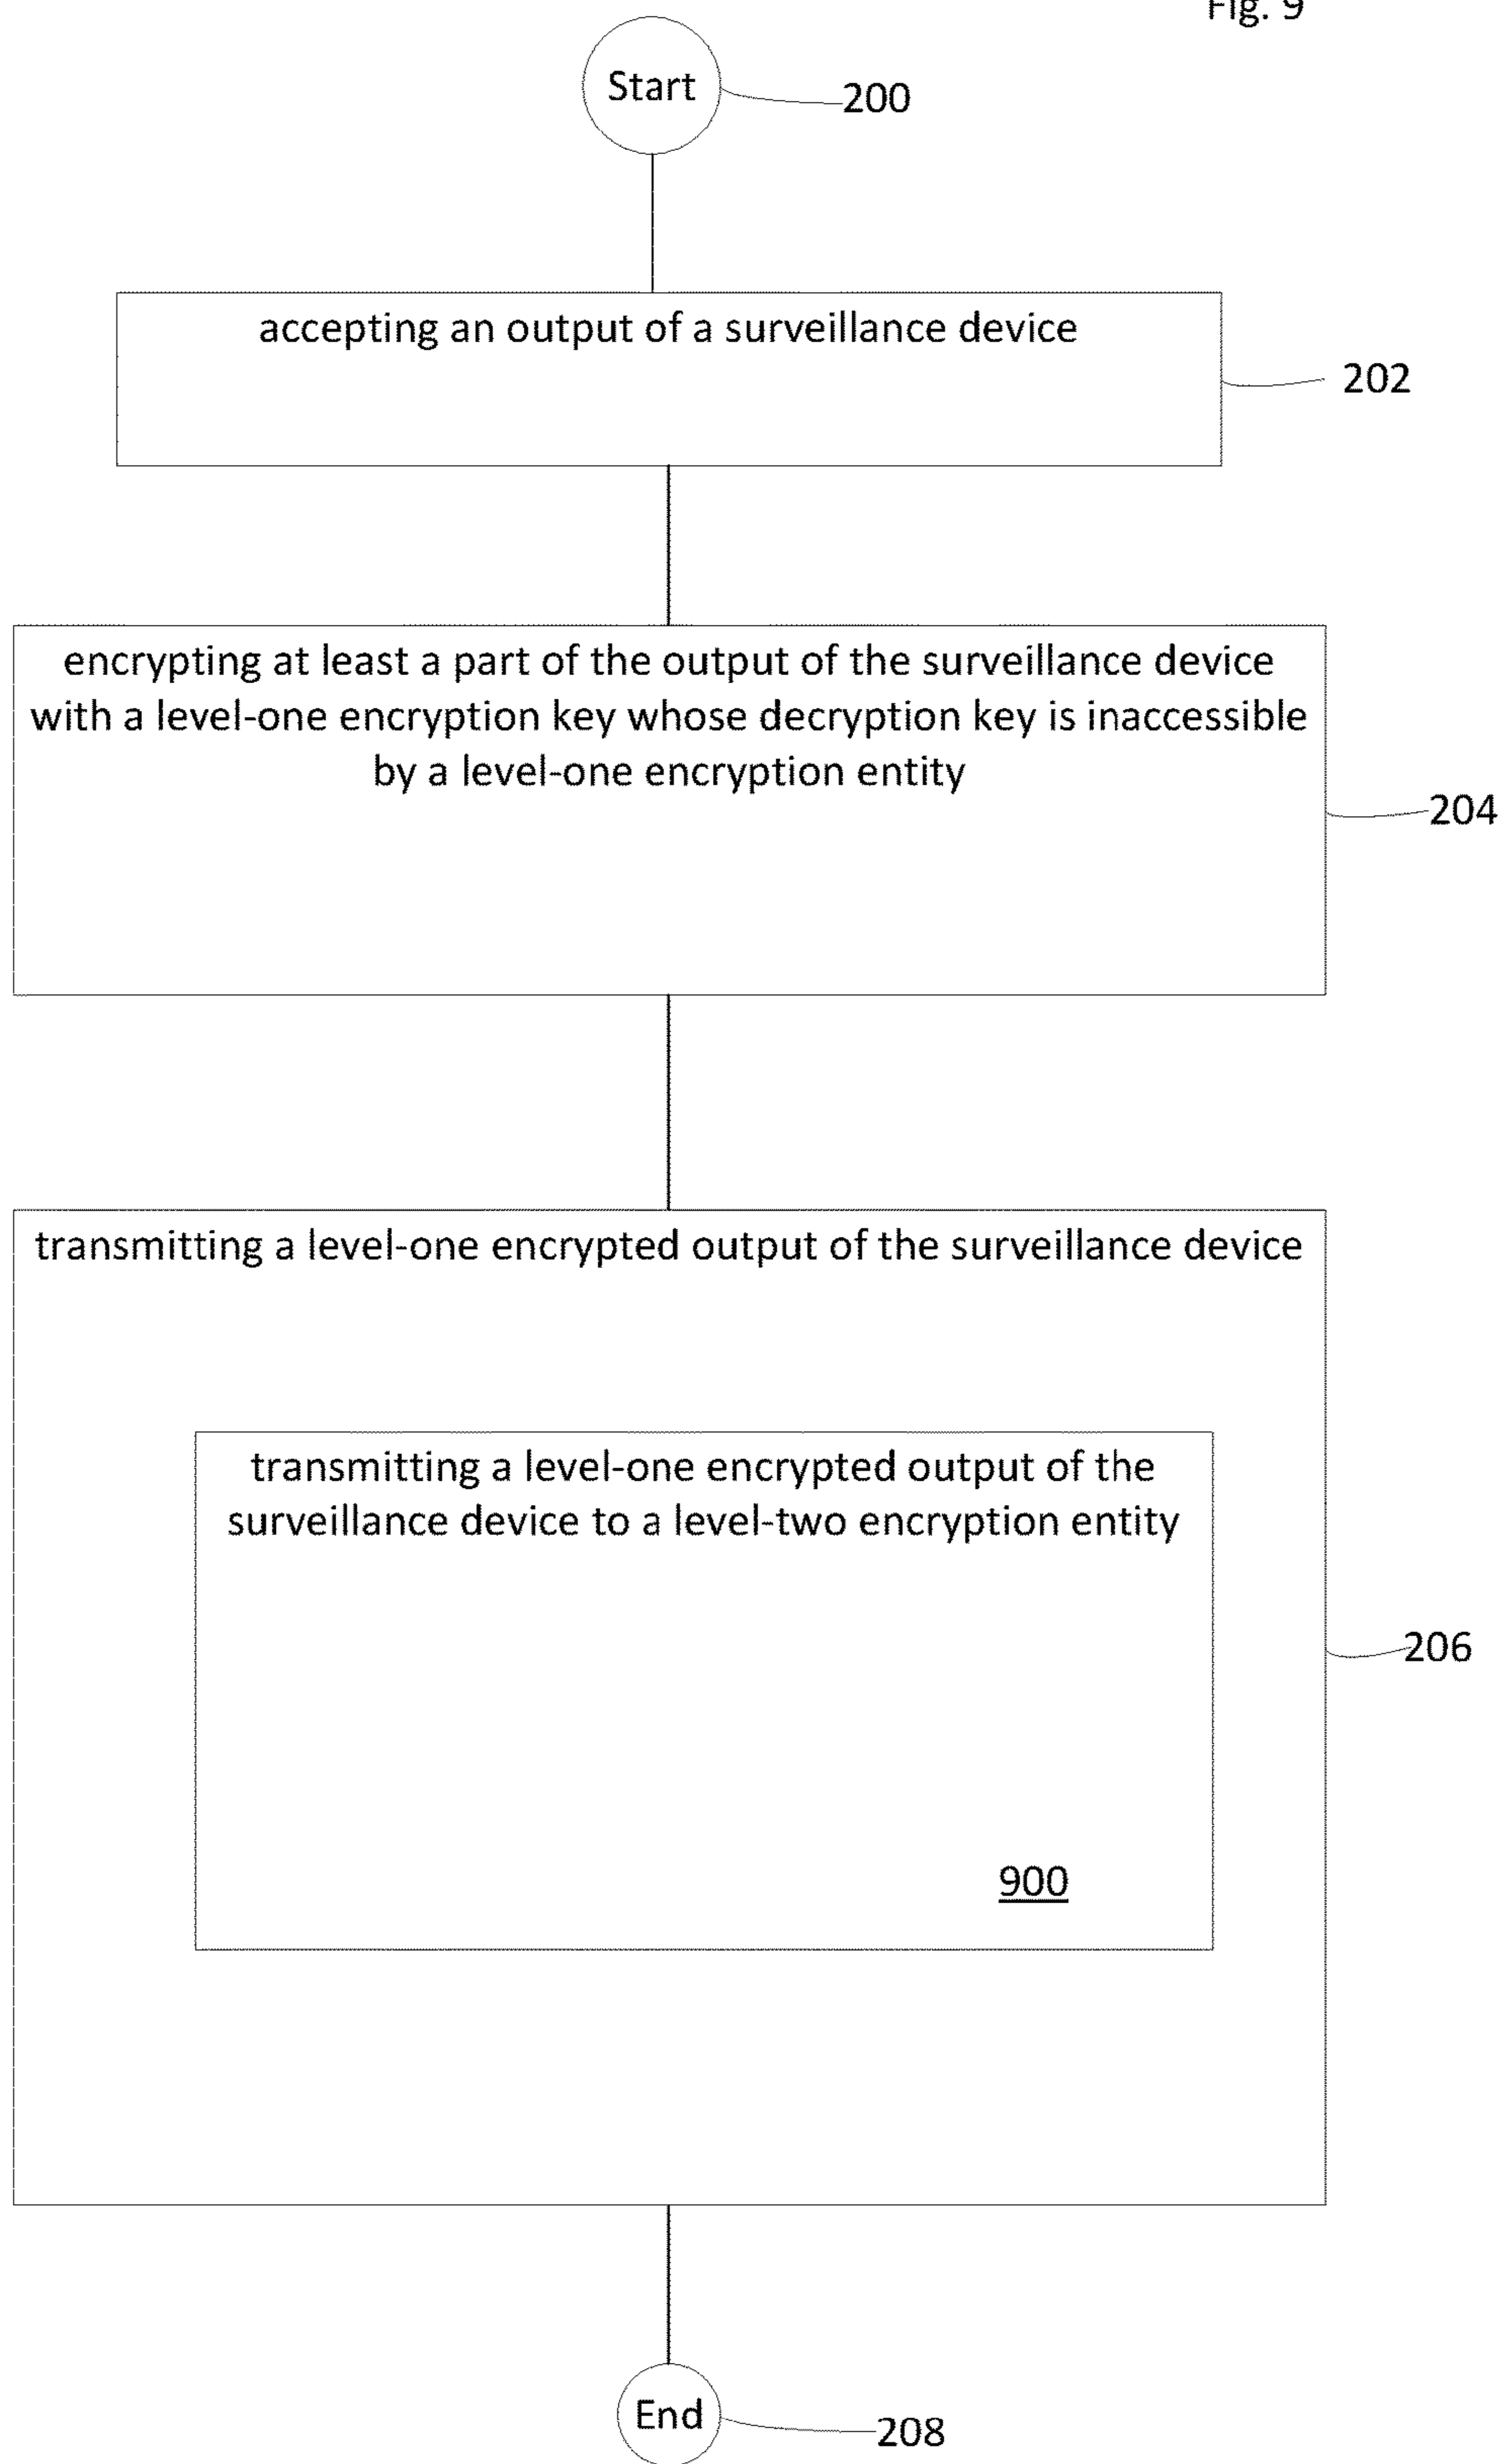 Fig. 9
Start
200
accepting an output of a surveillance device
202
encrypting at least a part of the output of the surveillance device
with a level-one encryption key whose decryption key is inaccessible
by a level-one encryption entity
204
transmitting a level-one encrypted output of the surveillance device
transmitting a level-one encrypted output of the
surveillance device to a level-two encryption entity
206
900
End
208